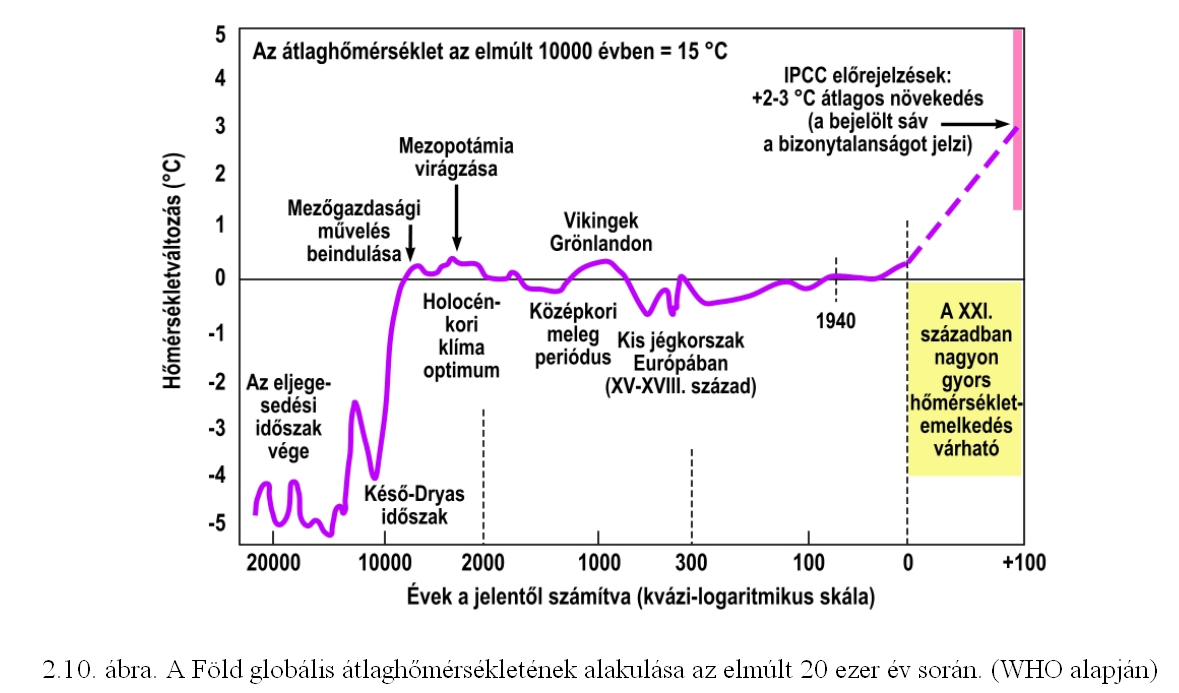 Az átlaghőmérséklet az elmúlt 10000 évben = 15 °C
IPCC előrejelzések:
+2-3 °C átlagos növekedés
(a bejelölt sáv
a bizonytalanságot jelzi)
Mezopotámia
virágzása
Mezőgazdasági
művelés
beindulása
Vikingek
Grönlandon
Holocén-
kori
klíma
optimum
Középkori
meleg
periódus
Kis jégkorszak
Európában
(XV-XVIII. század)
1940
A XXI.
században
nagyon
gyors
hőmérséklet-
emelkedés
várható
Az eljege-
sedési
időszak
vége
Késő-Dryas
időszak
Hőmérsékletváltozás (°C)
5
4
3
2
1
0
-1
-2
-3
-4
-5
20000 10000 2000 1000 300 100 0 +100
Évek a jelentől számítva (kvázi-logaritmikus skála)
2.10. ábra. A Föld globális átlaghőmérsékletének alakulása az elmúlt 20 ezer év során. (WHO alapján)